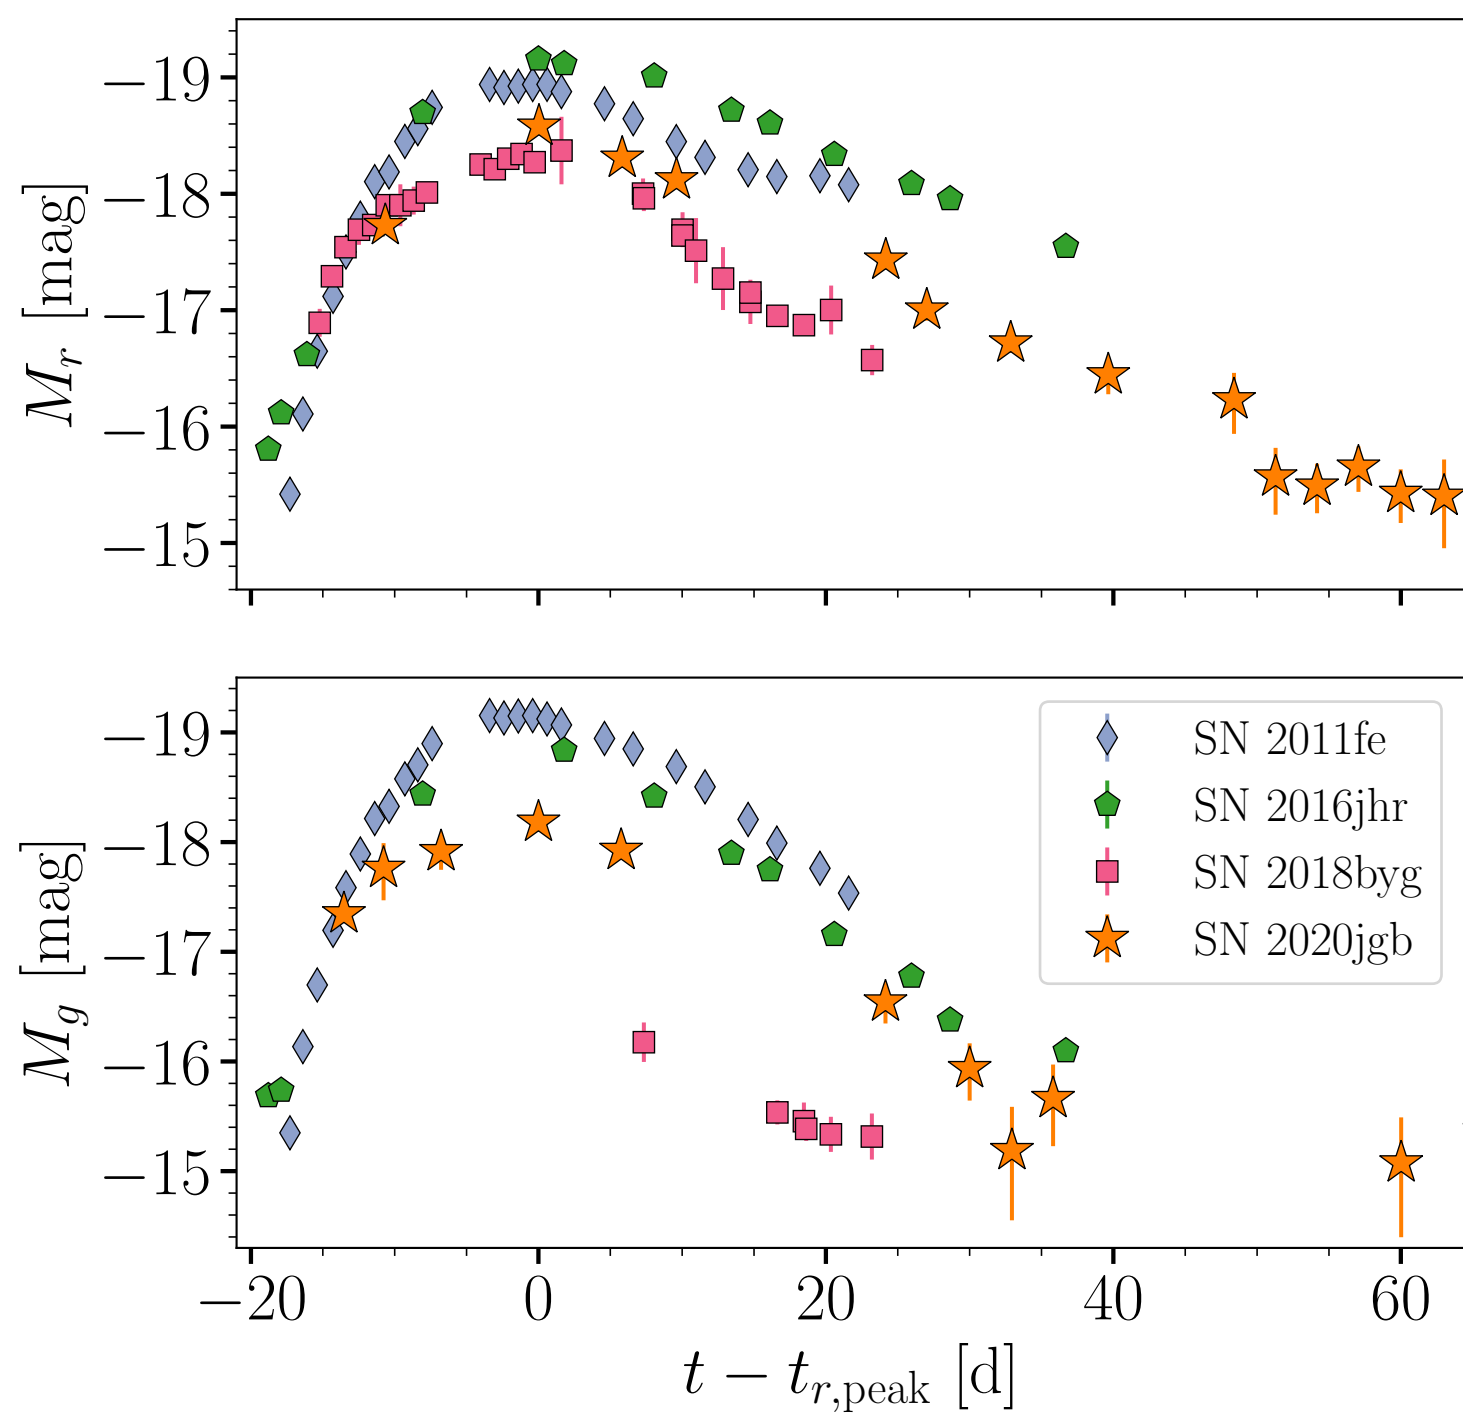 −19
−18
−17
−16
−15
M_r [mag]
−19
−18
−17
−16
−15
M_g [mag]
SN 2011fe
SN 2016jhr
SN 2018byg
SN 2020jgb
−20 0 20 40 60
t − t_{r,peak} [d]